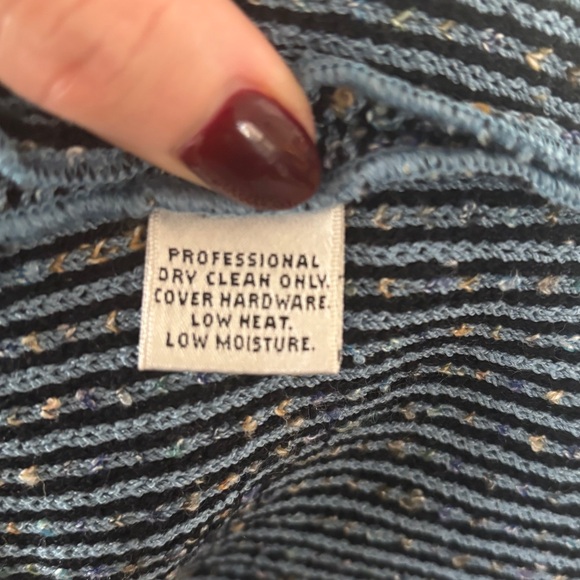 PROFESSIONAL
DRY CLEAN ONLY.
COVER HARDWARE.
LOW HEAT.
LOW MOISTURE.